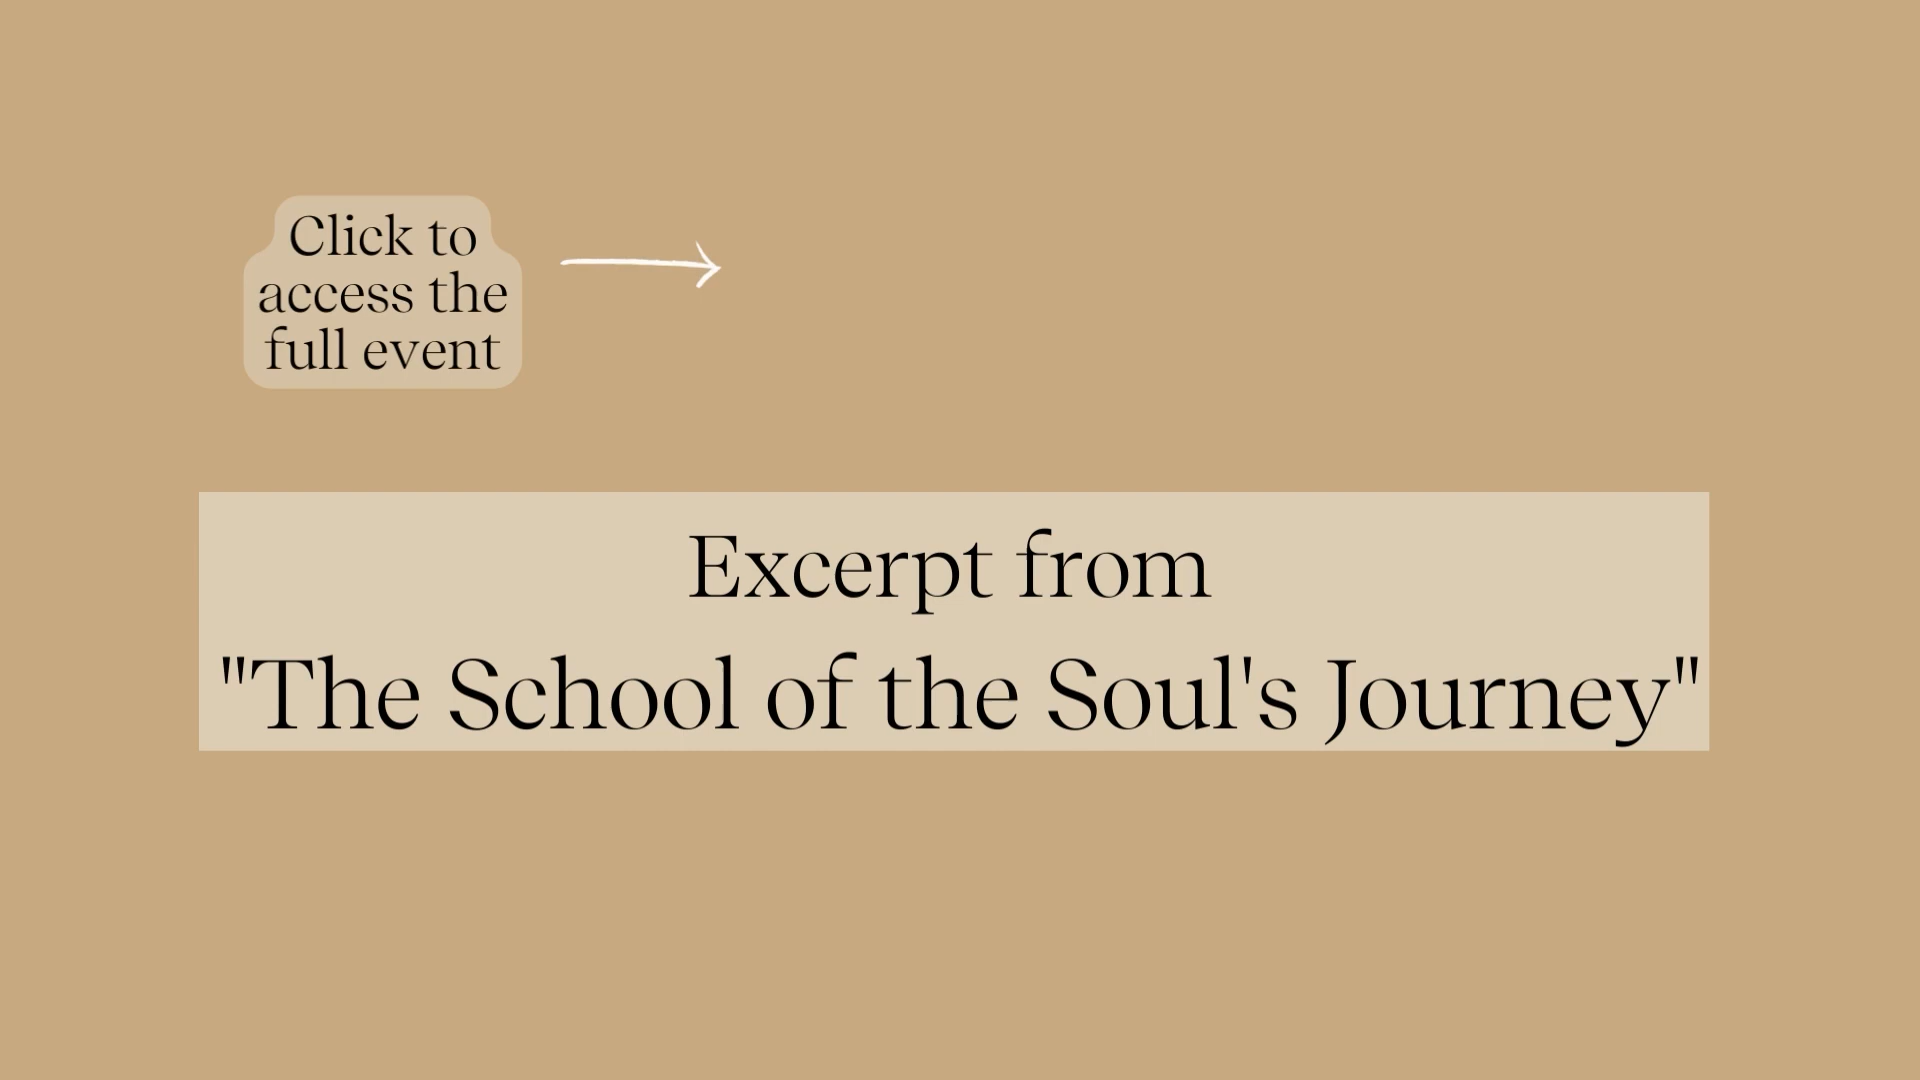 Click to
access the
full event
Excerpt from
"The School of the Soul's Journey"